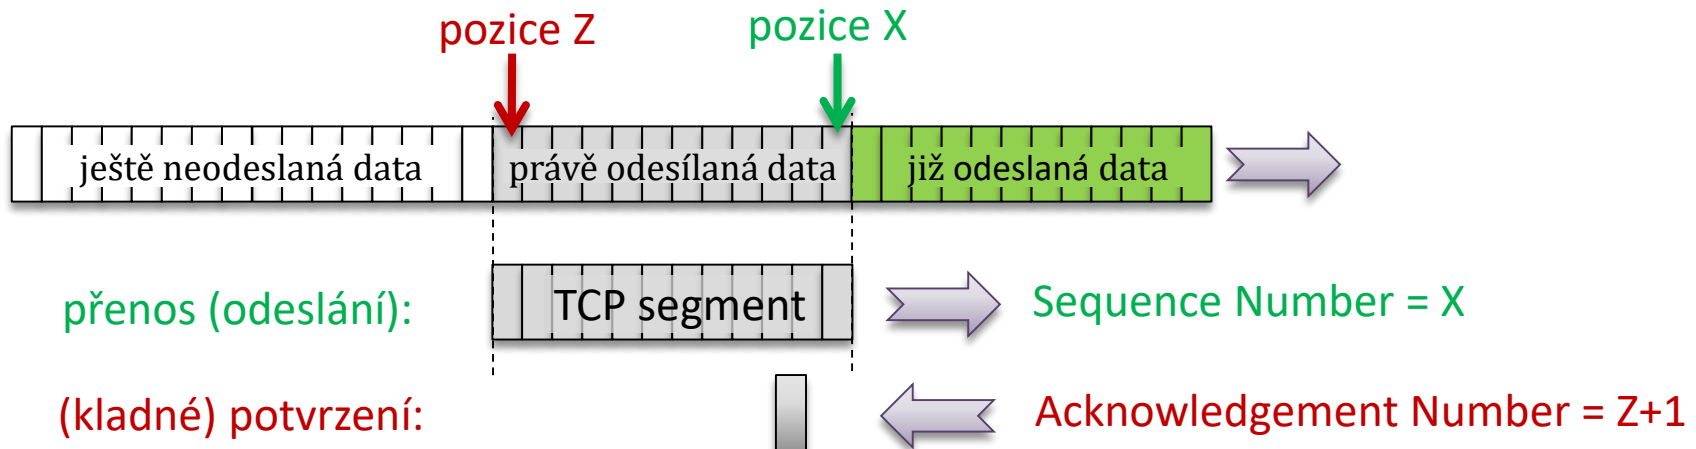 pozice Z
pozice X
ještě neodeslaná data
právě odesílaná data
již odeslaná data
přenos (odeslání):
TCP segment
Sequence Number = X
(kladné) potvrzení:
Acknowledgement Number = Z+1